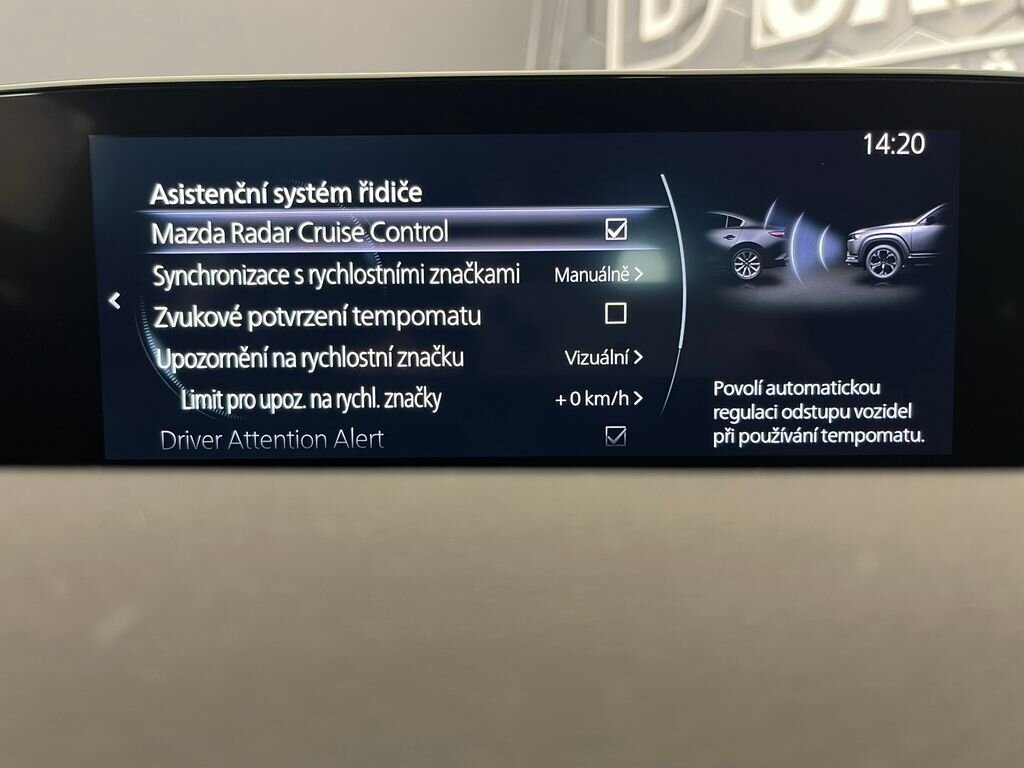 14:20
Asistenční systém řidiče
Mazda Radar Cruise Control
Synchronizace s rychlostními značkami Manuálně >
Zvukové potvrzení tempomatu
Upozornění na rychlostní značku Vizuální >
Limit pro upoz. na rychl. značky + 0 km/h >
Driver Attention Alert
Povolí automatickou
regulaci odstupu vozidel
při používání tempomatu.